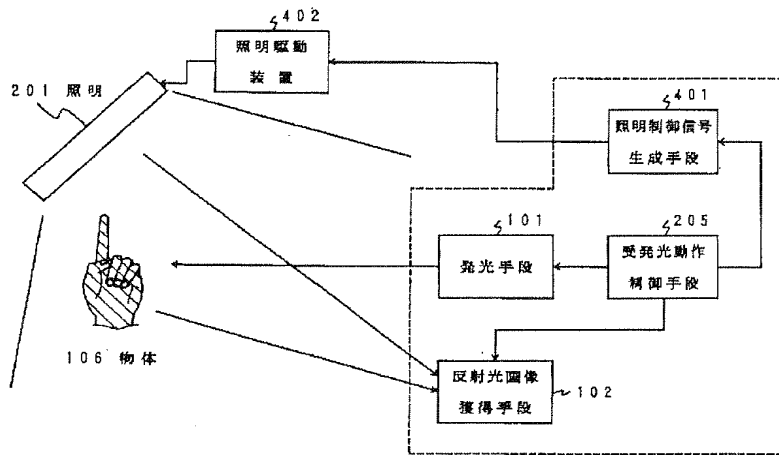 402
照明駆動
装置
201 照明
401
照明制御信号
生成手段
101
発光手段
205
受発光動作
制御手段
106 物体
反射光画像
獲得手段
102